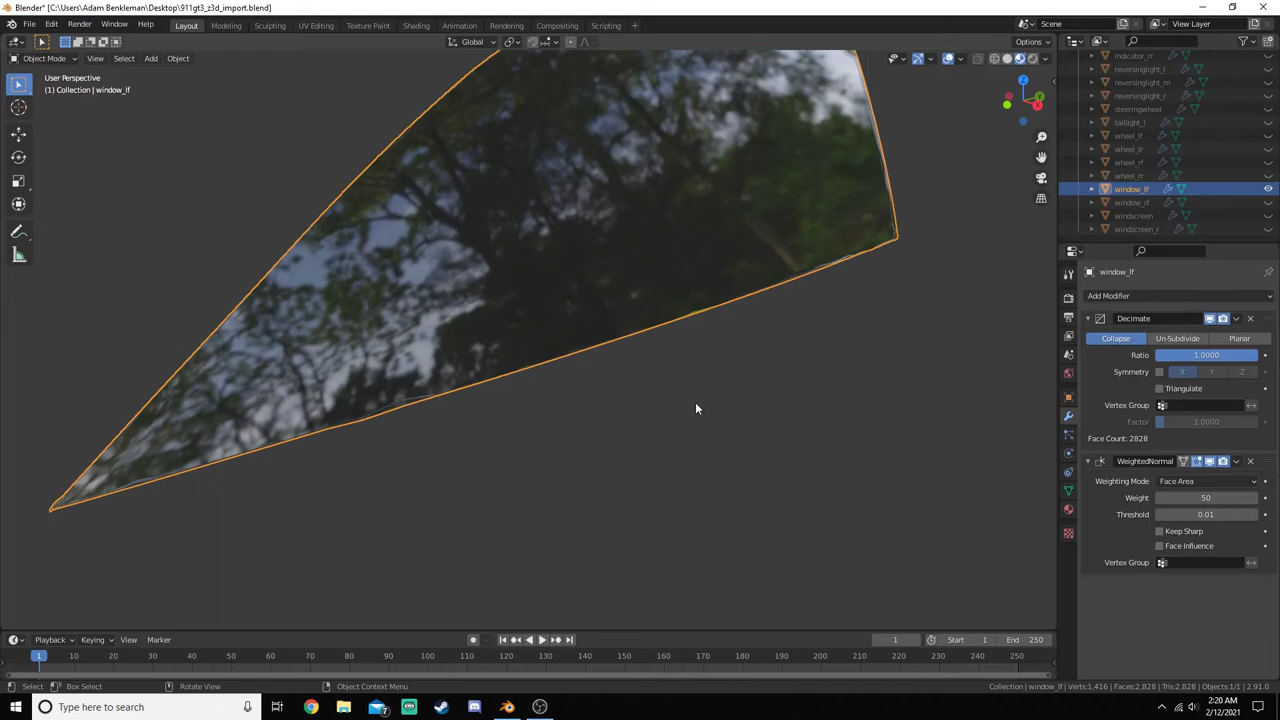 Blender* [C:\Users\Adam Benkleman\Desktop\911gt3_z3d_import.blend]
File Edit Render Window Help Layout Modeling Sculpting UV Editing Texture Paint Shading Animation Rendering Compositing Scripting Scene View Layer
Global Options
Object Mode View Select Add Object
User Perspective
(1) Collection | window_lf
indicator_rr
reversinglight_l
reversinglight_m
reversinglight_r
steeringwheel
taillight_l
wheel_lf
wheel_lr
wheel_rf
wheel_rr
window_lf
window_rf
windscreen
windscreen_r
window_lf
Add Modifier
Decimate
Collapse Un-Subdivide Planar
Ratio 1.0000
Symmetry X Y Z
Triangulate
Vertex Group
Factor 1.0000
Face Count: 2828
WeightedNormal
Weighting Mode Face Area
Weight 50
Threshold 0.01
Keep Sharp
Face Influence
Vertex Group
Playback Keying View Marker 1 Start 1 End 250
1 10 20 30 40 50 60 70 80 90 100 110 120 130 140 150 160 170 180 190 200 210 220 230 240 250
Select Box Select Rotate View Object Context Menu Collection | window_lf | Verts:1,416 | Faces:2,828 | Tris:2,828 | Objects:1/1 | 2.91.0
Type here to search 7 2:20 AM
2/12/2021